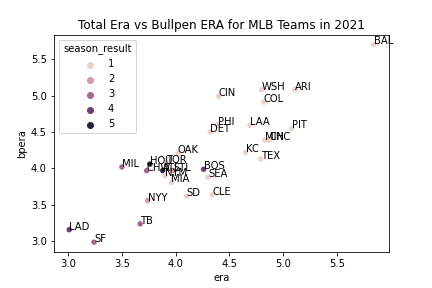 Total Era vs Bullpen ERA for MLB Teams in 2021
season_result
1
2
3
4
5
bpera
5.5
5.0
4.5
4.0
3.5
3.0
BAL
WSH
ARI
CIN
COL
PHI
LAA
PIT
DET
CHC
OAK
KC
TOR
TEX
MIL
BOS
SEA
MIA
SD
CLE
NYY
TB
LAD
SF
3.0
3.5
4.0
4.5
5.0
5.5
era